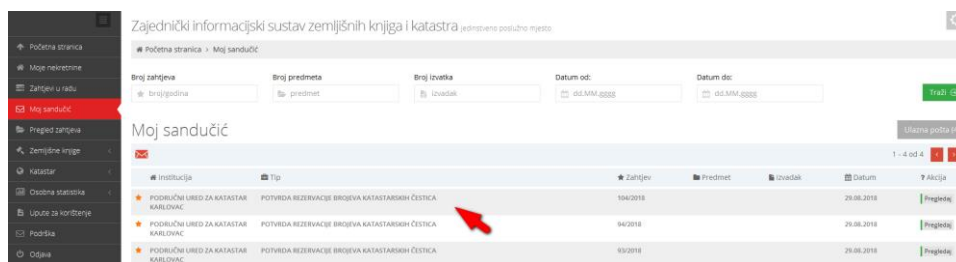 Zajednički informacijski sustav zemljišnih knjiga i katastra jedinstveno poslužno mjesto.
Početna stranica
Moje nekretnine
Zahtjevi u radu
Moj sandučić
Pregled zahtjeva
Zemljišne knjige
Katastar
Osobna statistika
Upute za korištenje
Podrška
Odjava
Početna stranica › Moj sandučić
Broj zahtjeva Broj predmeta Broj izvatka Datum od: Datum do:
broj/godina predmet izvadak dd.MM.gggg dd.MM.gggg Traži
Moj sandučić Ulazna pošta
1 - 4 od 4
Institucija Tip Zahtjev Predmet Izvadak Datum ? Akcija
PODRUČNI URED ZA KATASTAR POTVRDA REZERVACIJE BROJEVA KATASTARSKIH ČESTICA 104/2018 29.08.2018 Pregledaj
KARLOVAC
PODRUČNI URED ZA KATASTAR POTVRDA REZERVACIJE BROJEVA KATASTARSKIH ČESTICA 94/2018 29.08.2018 Pregledaj
KARLOVAC
PODRUČNI URED ZA KATASTAR POTVRDA REZERVACIJE BROJEVA KATASTARSKIH ČESTICA 93/2018 29.08.2018 Pregledaj
KARLOVAC